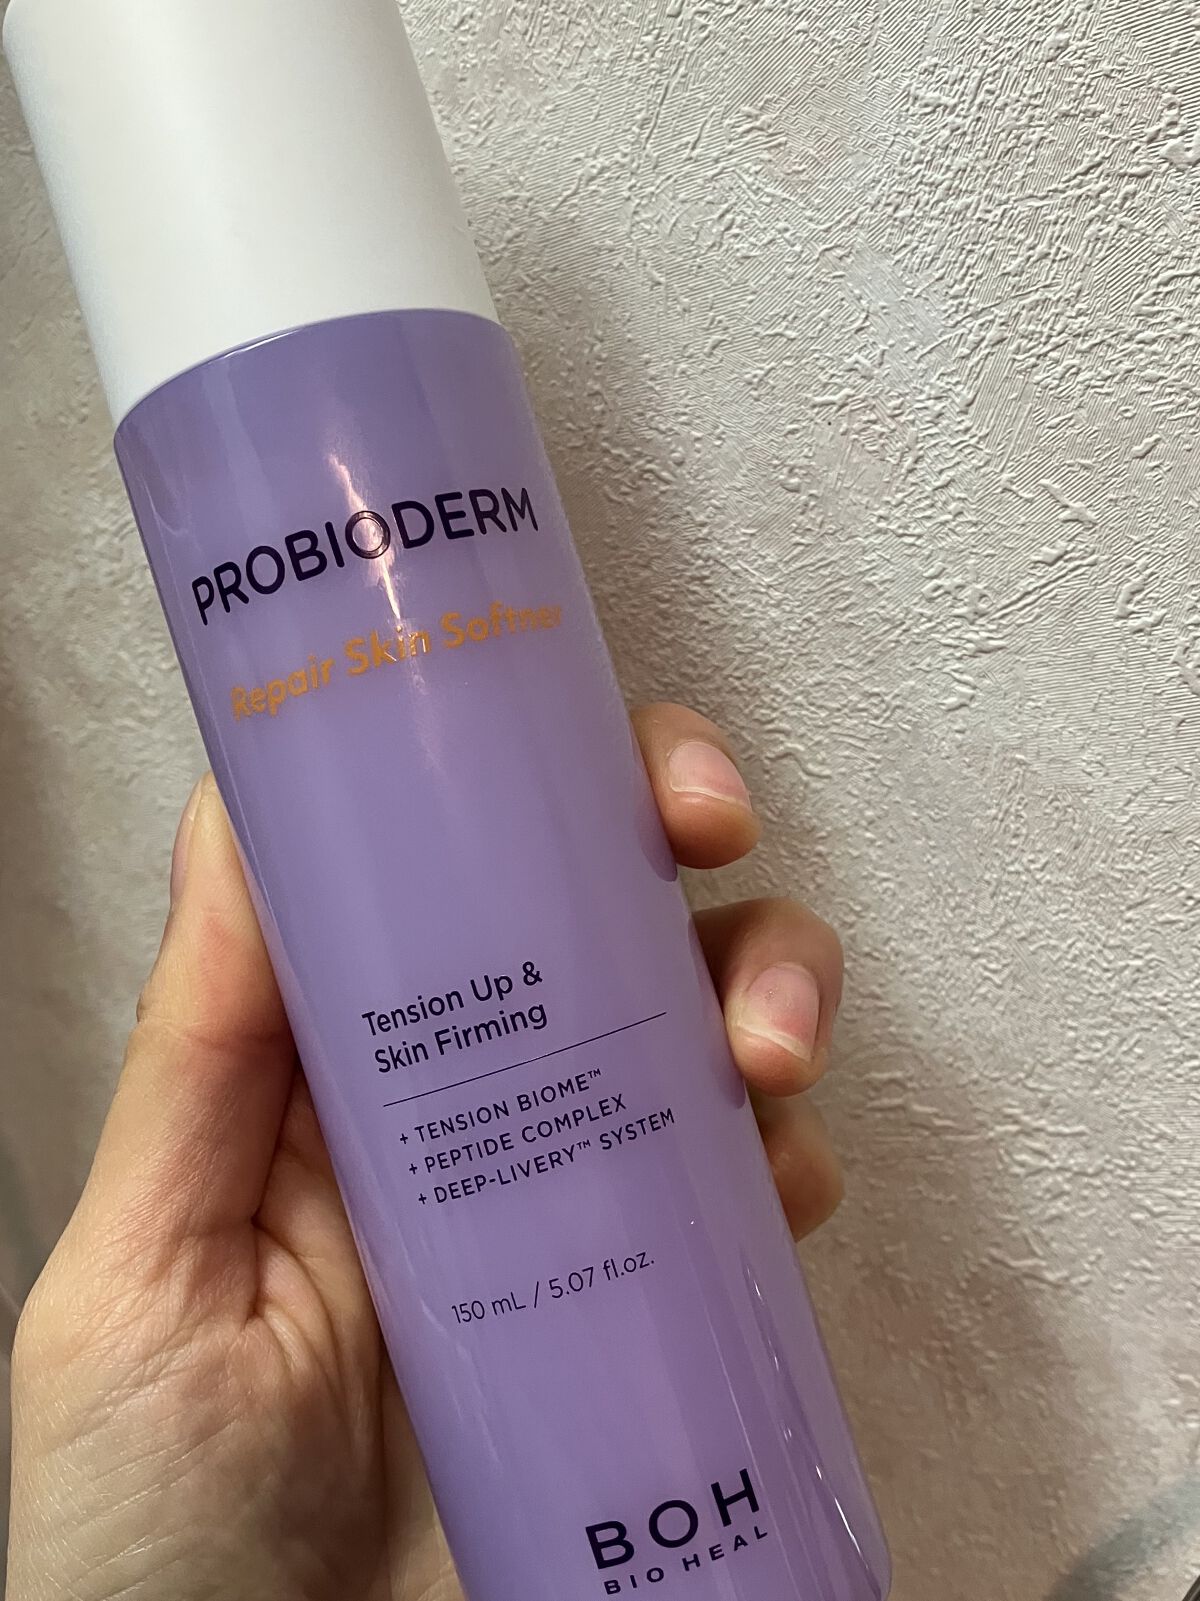 PROBIODERM
Repair Skin Softner
Tension Up &
Skin Firming
+ TENSION BIOME™
+ PEPTIDE COMPLEX
+ DEEP-LIVERY™ SYSTEM
150 mL / 5.07 fl.oz.
BOH
BIO HEAL